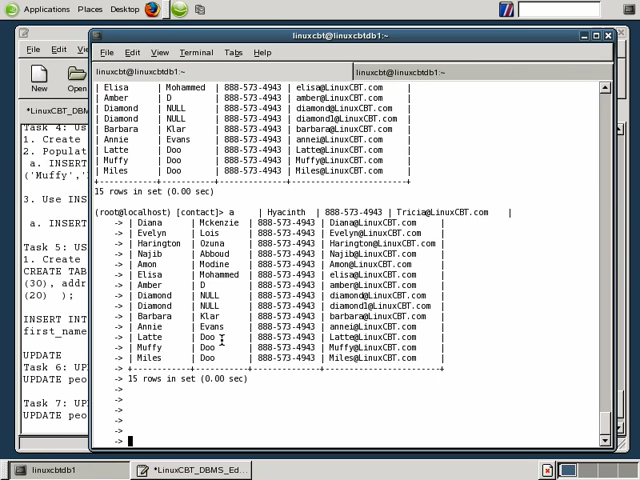 Applications Places Desktop
linuxcbt@linuxcbtdb1:~
File Edit View Terminal Tabs Help
linuxcbt@linuxcbtdb1:~
linuxcbt@linuxcbtdb1:~
File Edit
New Open
*LinuxCBT_DBM
Task 4:
1. Create
2. Populat
a. INSERT
('Muffy','
3. Use INS
a. INSERT
Task 5: US
1. Create
CREATE TAB
(30), addr
(20) );
INSERT INT
first_name
UPDATE
Task 6: UP
UPDATE peo
Task 7: UP
UPDATE peo
| Elisa | Mohammed | 888-573-4943 | elisa@LinuxCBT.com |
| Amber | D | 888-573-4943 | amber@LinuxCBT.com |
| Diamond | NULL | 888-573-4943 | diamond@LinuxCBT.com |
| Diamond | NULL | 888-573-4943 | diamond1@LinuxCBT.com |
| Barbara | Klar | 888-573-4943 | barbara@LinuxCBT.com |
| Annie | Evans | 888-573-4943 | annei@LinuxCBT.com |
| Latte | Doo | 888-573-4943 | Latte@LinuxCBT.com |
| Muffy | Doo | 888-573-4943 | Muffy@LinuxCBT.com |
| Miles | Doo | 888-573-4943 | Miles@LinuxCBT.com |
+-----------+-----------+--------------+-----------------------+
15 rows in set (0.00 sec)
(root@localhost) [contact]> a | Hyacinth | 888-573-4943 | Tricia@LinuxCBT.com |
-> | Diana | Mckenzie | 888-573-4943 | Diana@LinuxCBT.com |
-> | Evelyn | Lois | 888-573-4943 | Evelyn@LinuxCBT.com |
-> | Harington | Ozuna | 888-573-4943 | Harington@LinuxCBT.com |
-> | Najib | Abboud | 888-573-4943 | Najib@LinuxCBT.com |
-> | Amon | Modine | 888-573-4943 | Amon@LinuxCBT.com |
-> | Elisa | Mohammed | 888-573-4943 | elisa@LinuxCBT.com |
-> | Amber | D | 888-573-4943 | amber@LinuxCBT.com |
-> | Diamond | NULL | 888-573-4943 | diamond@LinuxCBT.com |
-> | Diamond | NULL | 888-573-4943 | diamond1@LinuxCBT.com |
-> | Barbara | Klar | 888-573-4943 | barbara@LinuxCBT.com |
-> | Annie | Evans | 888-573-4943 | annei@LinuxCBT.com |
-> | Latte | Doo | 888-573-4943 | Latte@LinuxCBT.com |
-> | Muffy | Doo | 888-573-4943 | Muffy@LinuxCBT.com |
-> | Miles | Doo | 888-573-4943 | Miles@LinuxCBT.com |
-> +-----------+-----------+--------------+-----------------------+
-> 15 rows in set (0.00 sec)
->
->
->
->
->
->
linuxcbtdb1
*LinuxCBT_DBMS_Ed...